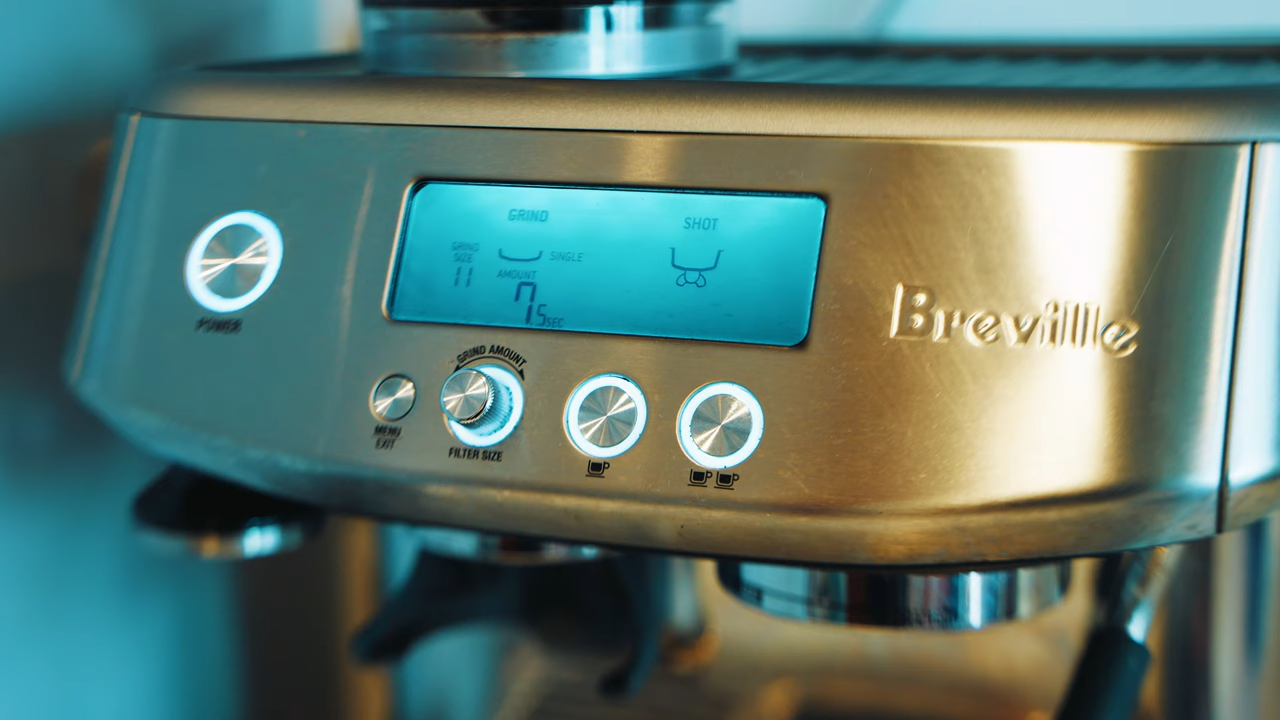 GRIND
SHOT
GRIND
SIZE
11
SINGLE
AMOUNT
7.5SEC
Breville
POWER
GRIND AMOUNT
MENU
EXIT
FILTER SIZE